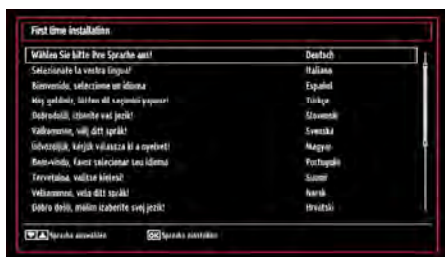 First time installation
Wählen Sie bitte Ihre Sprache aus! Deutsch
Selezionate la vostra lingua! Italiano
Bienvenido, seleccione un idioma Español
Hoş geldiniz, lütfen dil seçimini yapınız! Türkçe
Dobrodošli, izberite vaš jezik! Slovensk
Välkommen, välj ditt språk! Svenska
Üdvözöljük, kérjük válassza ki a nyelvet! Magyar
Bem-vindo, favor selecionar seu idioma Português
Tervetuloa, valitse kielesi! Suomi
Velkommen, velg ditt språk! Norsk
Dobro došli, molim izaberite svoj jezik! Hrvatski
Sprache auswählen OK Sprache einstellen